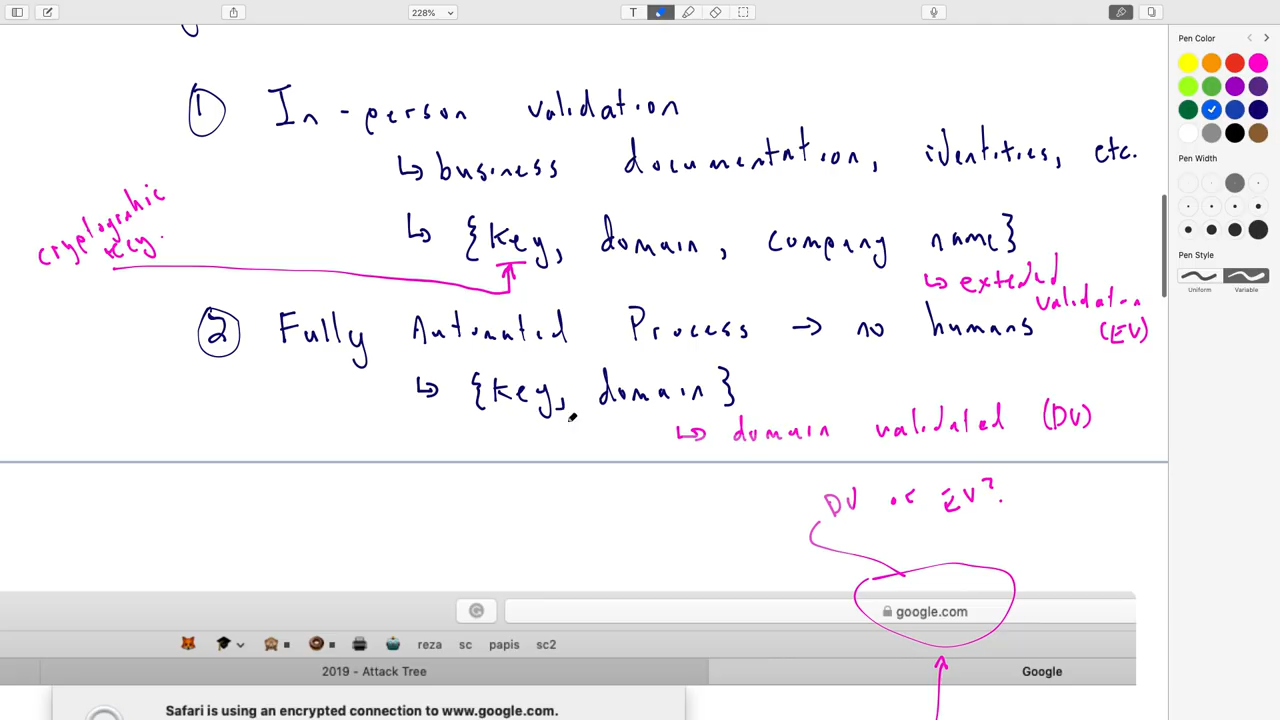 228%
T
Pen Color
1 In-person validation
↳ business documentation, identities, etc.
Pen Width
cryptographic
key.
↳ {key, domain, company name}
Pen Style
Uniform
Variable
↳ exteded
validation
(EV)
2 Fully Automated Process → no humans
↳ {key, domain}
↳ domain validated (DV)
DV or EV?
google.com
reza sc papis sc2
2019 - Attack Tree
Google
Safari is using an encrypted connection to www.google.com.